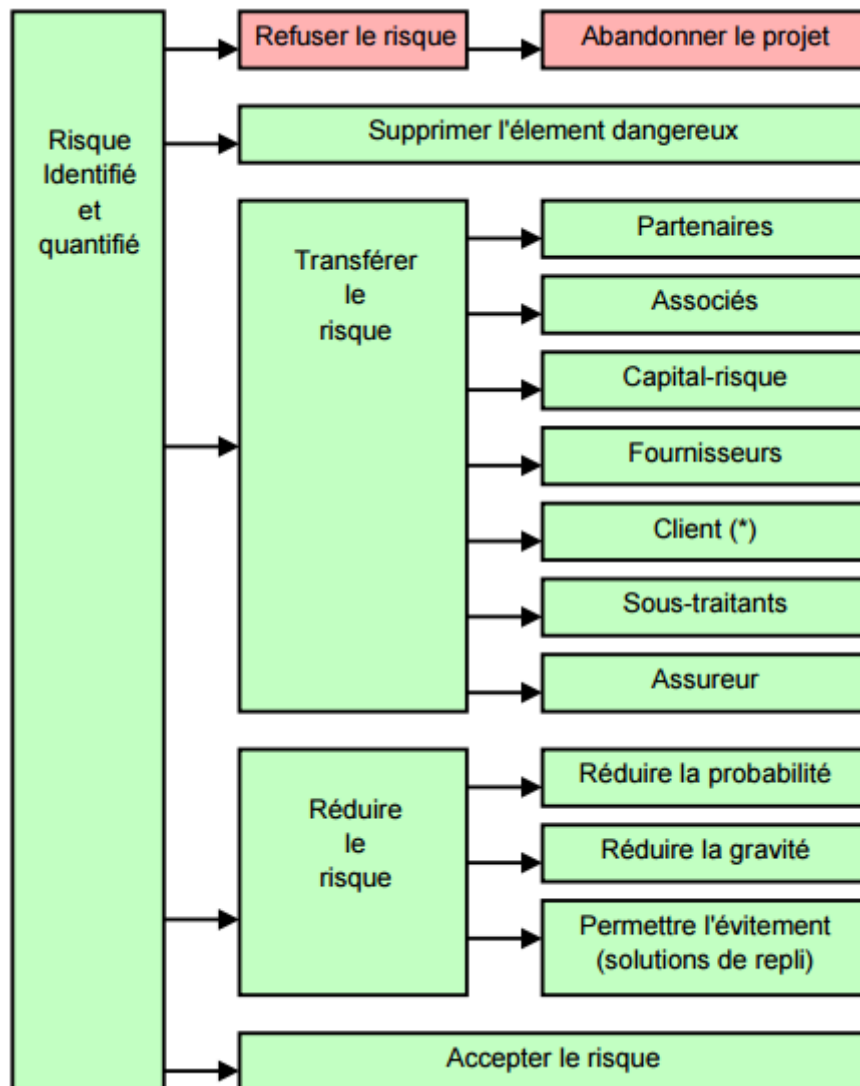 Refuser le risque
Abandonner le projet
Risque
Identifié
et
quantifié
Supprimer l'élement dangereux
Transférer
le
risque
Partenaires
Associés
Capital-risque
Fournisseurs
Client (*)
Sous-traitants
Assureur
Réduire
le
risque
Réduire la probabilité
Réduire la gravité
Permettre l'évitement
(solutions de repli)
Accepter le risque